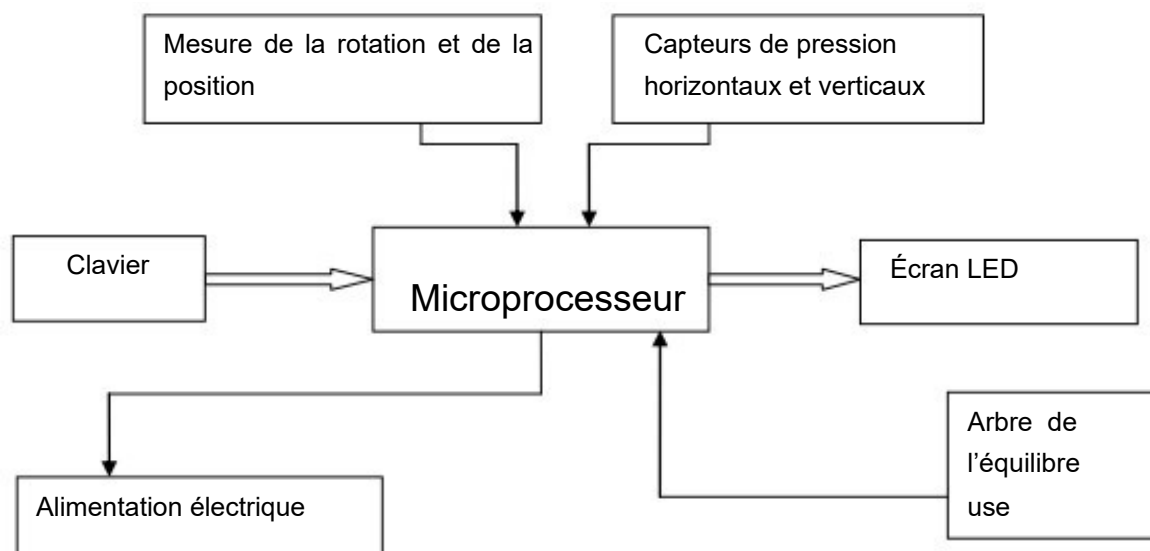 Mesure de la rotation et de la
position
Capteurs de pression
horizontaux et verticaux
Clavier
Microprocesseur
Écran LED
Arbre de
l’équilibre
use
Alimentation électrique